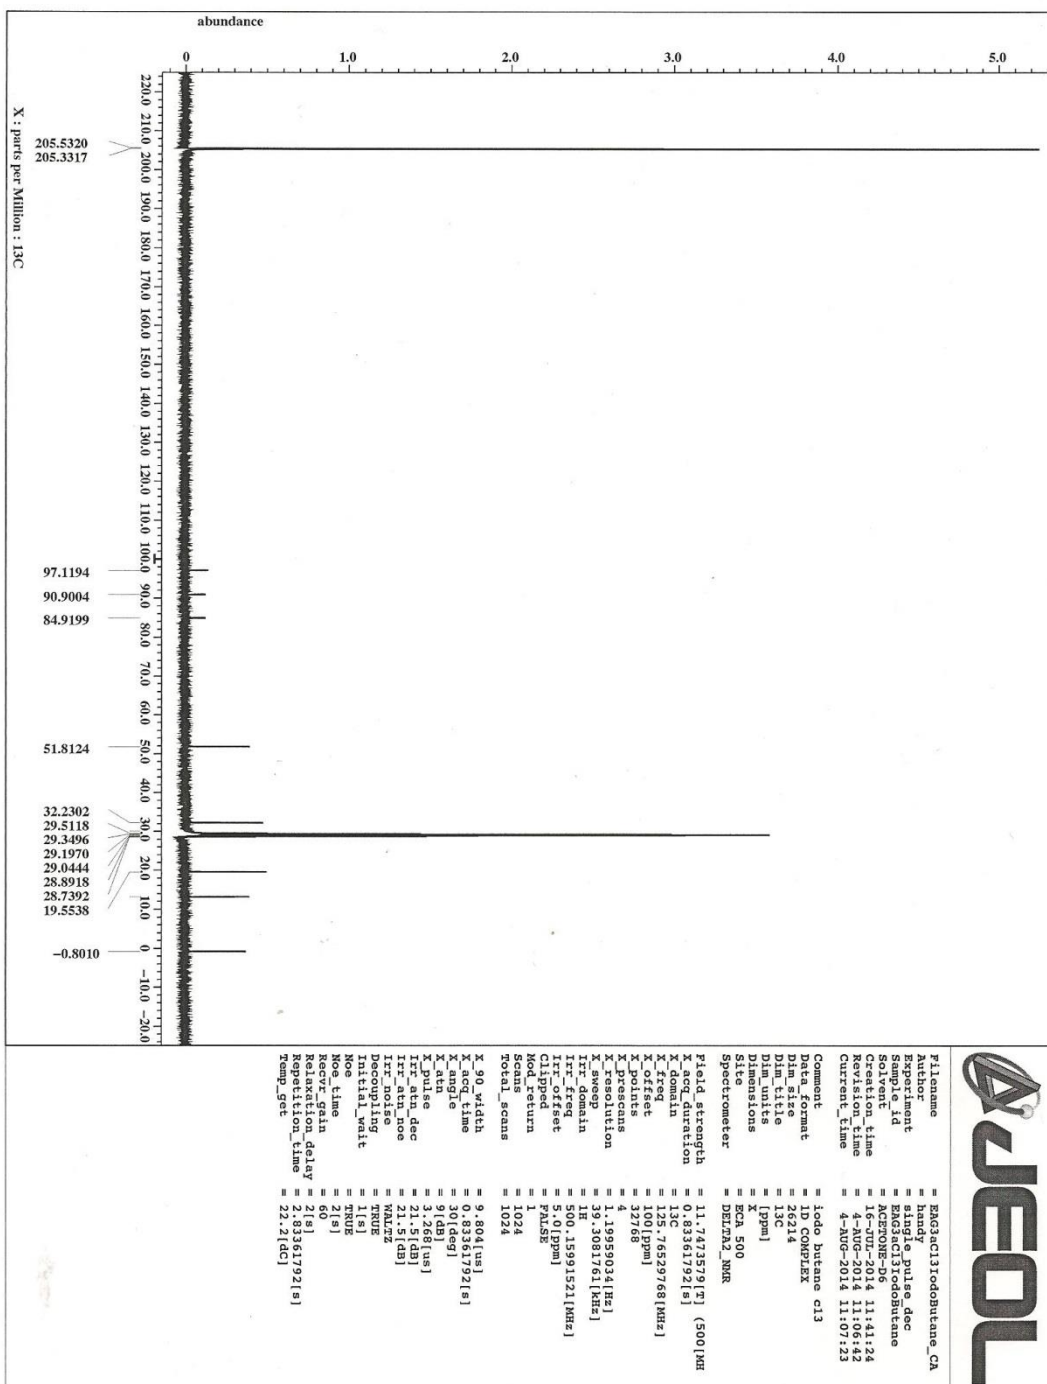 abundance
0 1.0 2.0 3.0 4.0 5.0
220.0 210.0 200.0 190.0 180.0 170.0 160.0 150.0 140.0 130.0 120.0 110.0 100.0 90.0 80.0 70.0 60.0 50.0 40.0 30.0 20.0 10.0 0 -10.0 -20.0
205.5320
205.3317
97.1194
90.9004
84.9199
51.8124
32.2302
29.5118
29.3496
29.1970
29.0444
28.8918
28.7392
19.5538
-0.8010
X : parts per Million : 13C
JEOL
Filename = EAG3aC13IodoButane_CA
Author = handy
Experiment = single_pulse_dec
Sample_id = EAG3aC13IodoButane
Solvent = ACETONE-D6
Creation_time = 16-JUL-2014 11:41:24
Revision_time = 4-AUG-2014 11:06:42
Current_time = 4-AUG-2014 11:07:23
Comment = iodo butane c13
Data_format = 1D COMPLEX
Dim_size = 26214
Dim_title = 13C
Dim_units = [ppm]
Dimensions = X
Site = ECA 500
Spectrometer = DELTA2_NMR
Field_strength = 11.7473579[T] (500[MH
X_acq_duration = 0.83361792[s]
X_domain = 13C
X_freq = 125.76529768[MHz]
X_offset = 100[ppm]
X_points = 32768
X_prescans = 4
X_resolution = 1.19959034[Hz]
X_sweep = 39.3081761[kHz]
Irr_domain = 1H
Irr_freq = 500.15991521[MHz]
Irr_offset = 5.0[ppm]
Clipped = FALSE
Mod_return = 1
Scans = 1024
Total_scans = 1024
X_90_width = 9.804[us]
X_acq_time = 0.83361792[s]
X_angle = 30[deg]
X_atn = 9[dB]
X_pulse = 3.268[us]
Irr_atn_dec = 21.5[dB]
Irr_atn_noe = 21.5[dB]
Irr_noise = WALTZ
Decoupling = TRUE
Initial_wait = 1[s]
Noe = TRUE
Noe_time = 2[s]
Recvr_gain = 60
Relaxation_delay = 2[s]
Repetition_time = 2.83361792[s]
Temp_get = 22.2[dC]